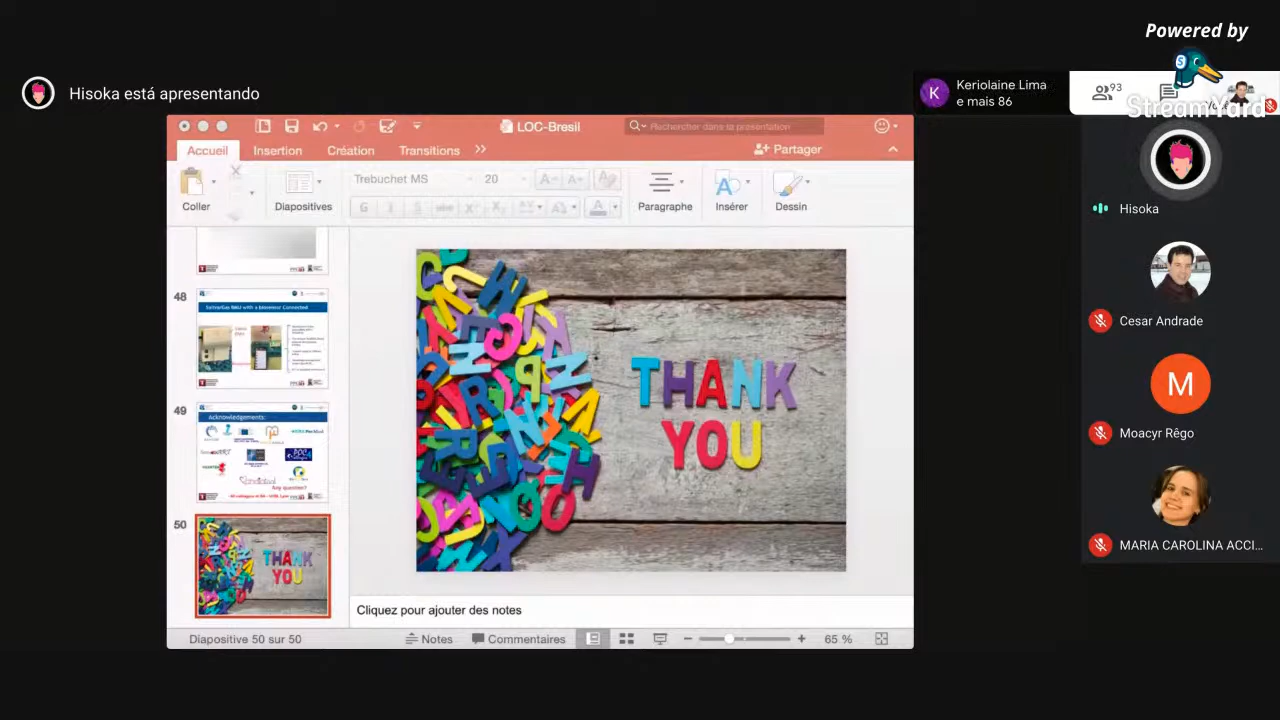 Powered by
StreamYard
Hisoka está apresentando
K
Keriolaine Lima
e mais 86
93
LOC-Bresil
Rechercher dans la présentation
Accueil
Insertion
Création
Transitions
Partager
Trebuchet MS
20
Coller
Diapositives
Paragraphe
Insérer
Dessin
G
I
S
48
49
Acknowledgements:
Any question?
50
THANK
YOU
THANK
YOU
Cliquez pour ajouter des notes
Diapositive 50 sur 50
Notes
Commentaires
65 %
Hisoka
Cesar Andrade
M
Moacyr Rêgo
MARIA CAROLINA ACCI...